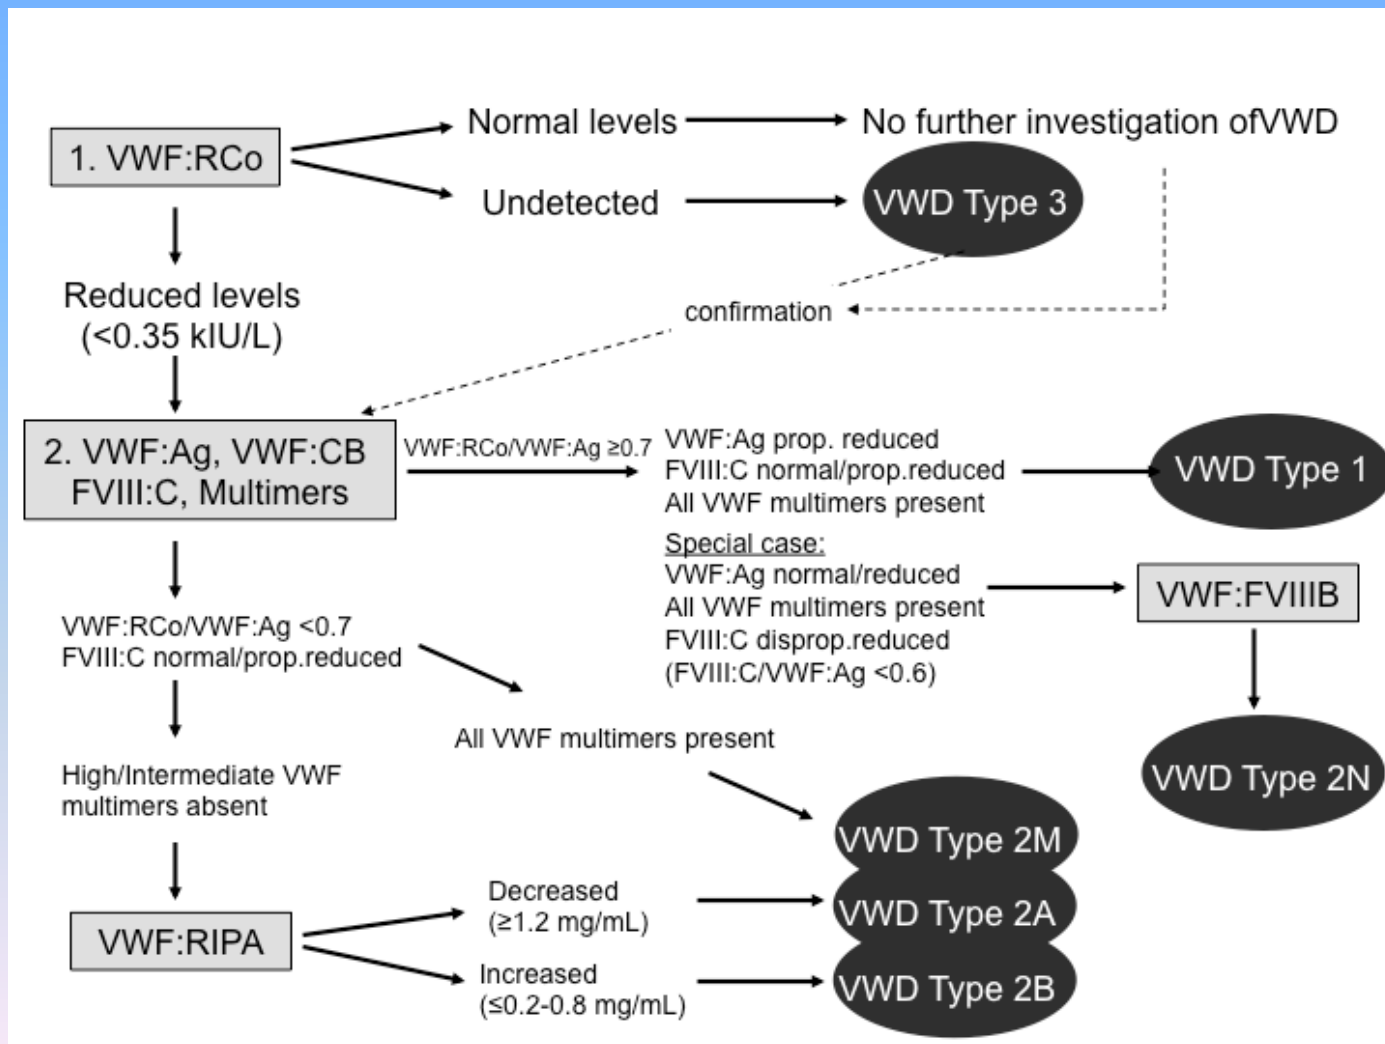 1. VWF:RCo
Normal levels
No further investigation ofVWD
Undetected
VWD Type 3
Reduced levels
(<0.35 kIU/L)
confirmation
2. VWF:Ag, VWF:CB
FVIII:C, Multimers
VWF:RCo/VWF:Ag ≥0.7
VWF:Ag prop. reduced
FVIII:C normal/prop.reduced
All VWF multimers present
VWD Type 1
Special case:
VWF:Ag normal/reduced
All VWF multimers present
FVIII:C disprop.reduced
(FVIII:C/VWF:Ag <0.6)
VWF:FVIIIB
VWD Type 2N
VWF:RCo/VWF:Ag <0.7
FVIII:C normal/prop.reduced
All VWF multimers present
High/Intermediate VWF
multimers absent
VWD Type 2M
VWF:RIPA
Decreased
(≥1.2 mg/mL)
VWD Type 2A
Increased
(≤0.2-0.8 mg/mL)
VWD Type 2B